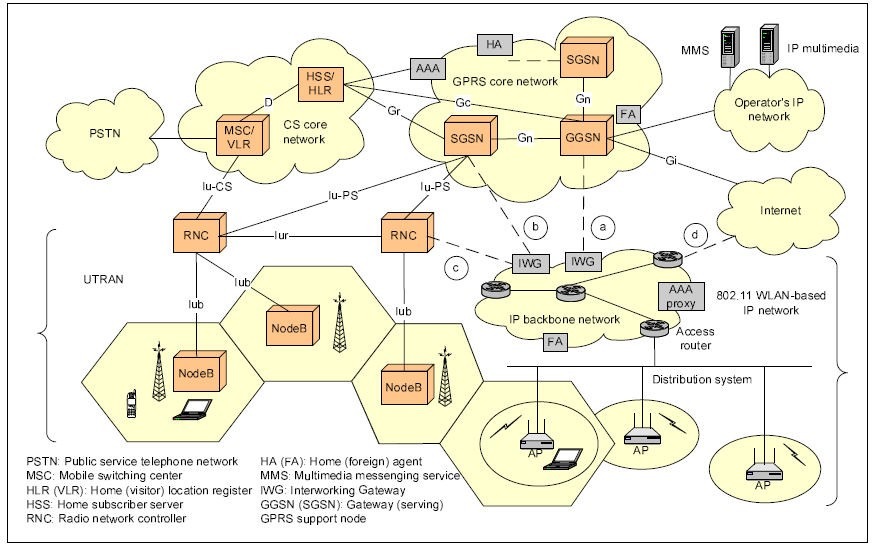 HA
SGSN
MMS
IP multimedia
HSS/
HLR
AAA
GPRS core network
D
Gr
Gc
Gn
FA
Operator's IP
network
PSTN
MSC/
VLR
CS core
network
SGSN
Gn
GGSN
Gi
Iu-CS
Iu-PS
Iu-PS
Internet
RNC
Iur
RNC
b
a
d
c
IWG
IWG
UTRAN
Iub
Iub
Iub
AAA
proxy
802.11 WLAN-based
IP network
IP backbone network
FA
Access
router
NodeB
NodeB
NodeB
Distribution system
AP
AP
AP
PSTN: Public service telephone network
MSC: Mobile switching center
HLR (VLR): Home (visitor) location register
HSS: Home subscriber server
RNC: Radio network controller
HA (FA): Home (foreign) agent
MMS: Multimedia messaging service
IWG: Interworking Gateway
GGSN (SGSN): Gateway (serving)
GPRS support node